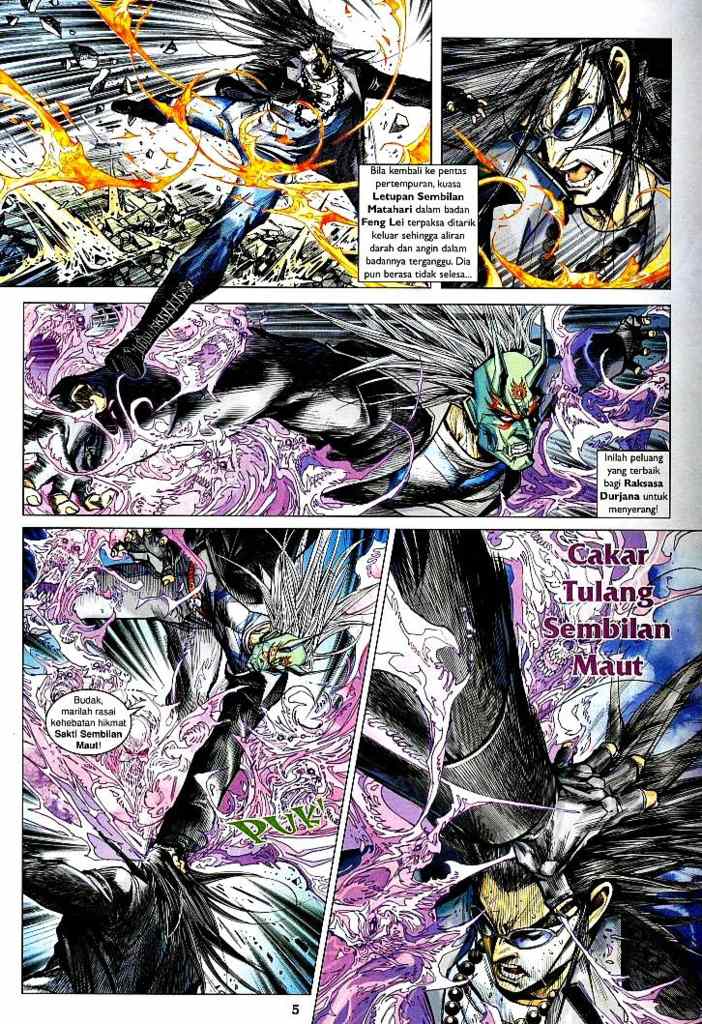 Bila kembali ke pentas
pertempuran, kuasa
Letupan Sembilan
Matahari dalam badan
Feng Lei terpaksa ditarik
keluar sehingga aliran
darah dan angin dalam
badannya terganggu. Dia
pun berasa tidak selesa...
Inilah peluang
yang terbaik
bagi Raksasa
Durjana untuk
menyerang!
Budak,
marilah rasai
kehebatan hikmat
Sakti Sembilan
Maut!
PUK!
Cakar
Tulang
Sembilan
Maut
5